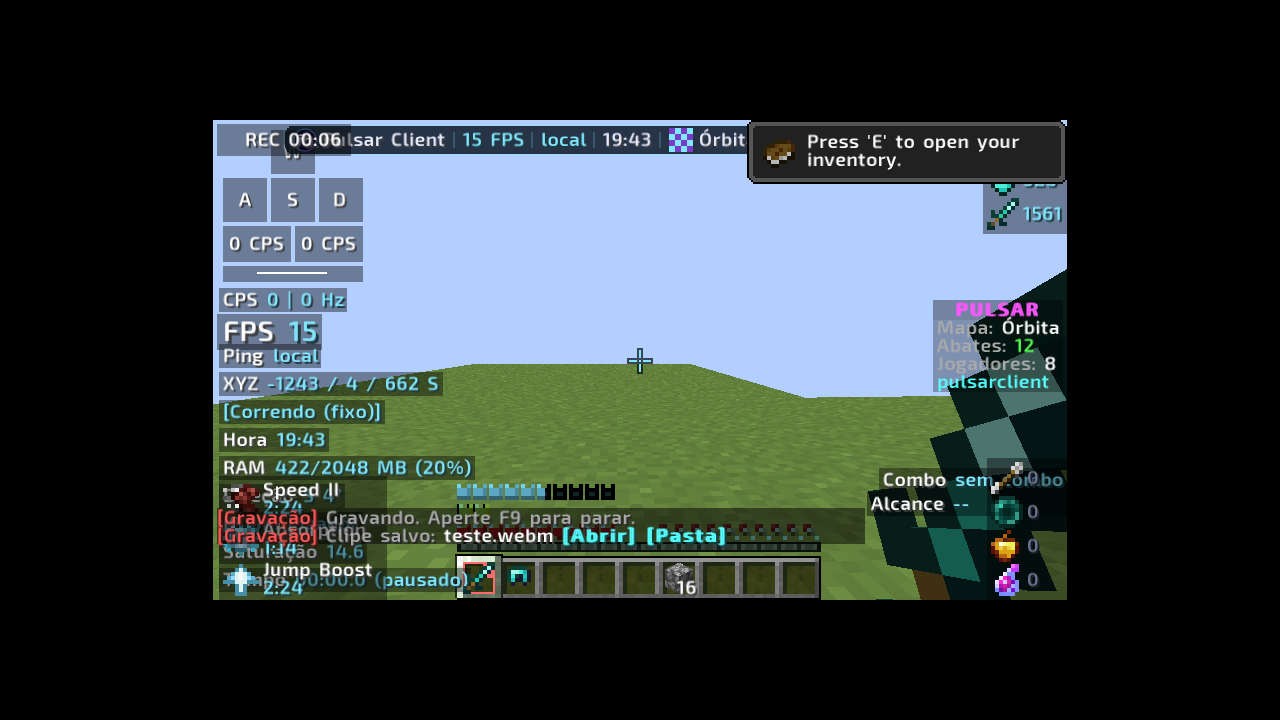 REC 00:06 ulsar Client | 15 FPS | local | 19:43 | Órbit
Press 'E' to open your
inventory.
W
A S D
1561
0 CPS 0 CPS
CPS 0 | 0 Hz
FPS 15
Ping local
XYZ -1243 / 4 / 662 S
[Correndo (fixo)]
Hora 19:43
RAM 422/2048 MB (20%)
PULSAR
Mapa: Órbita
Abates: 12
Jogadores: 8
pulsarclient
Speed II
2:24
Combo sem combo
Alcance --
0
0
0
0
[Gravação] Gravando. Aperte F9 para parar.
[Gravação] Clipe salvo: teste.webm [Abrir] [Pasta]
1:14
14.6
Jump Boost
2:24
(pausado)
16